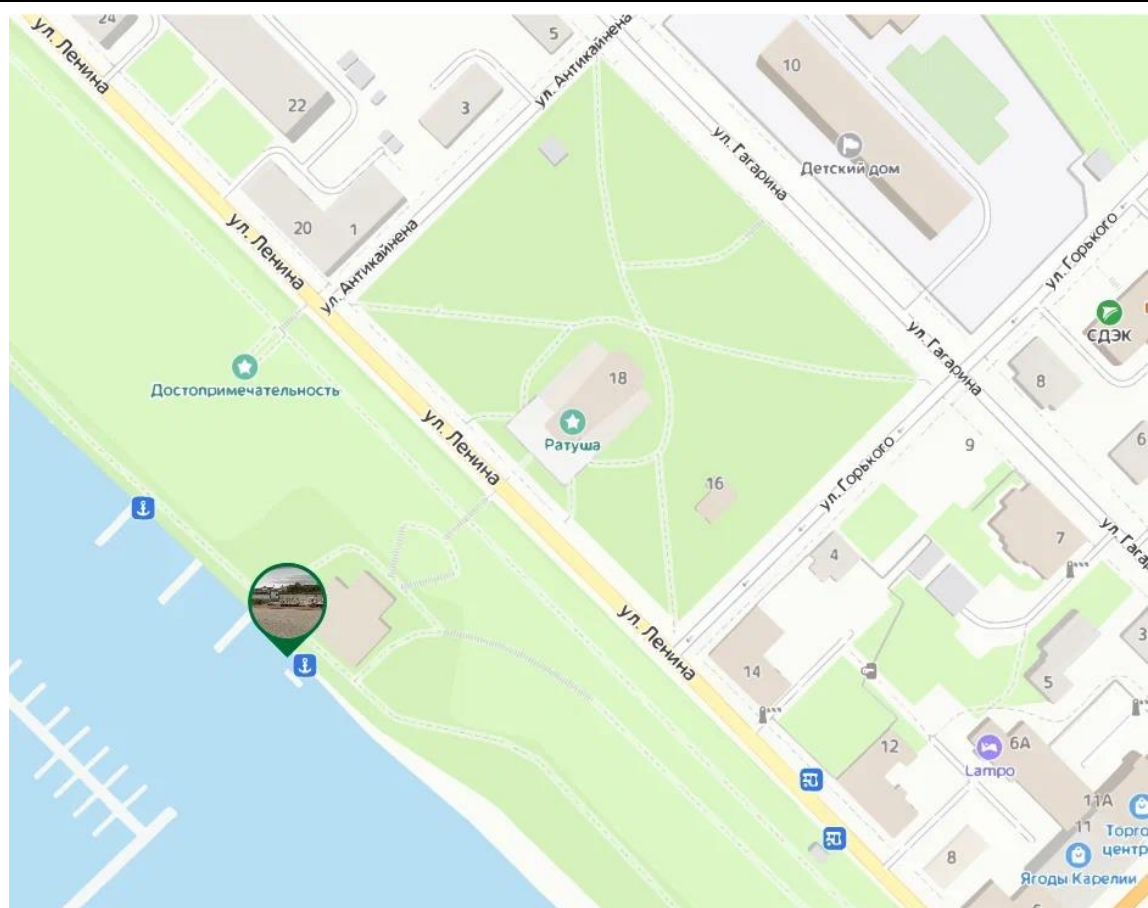 24
5
ул. Ленина
ул. Антикайнена
10
22
3
ул. Гагарина
Детский дом
20
1
ул. Ленина
ул. Антикайнена
ул. Горького
СДЭК
ул. Гагарина
Достопримечательность
18
8
ул. Ленина
Ратуша
6
9
ул. Горького
16
7
4
ул. Ленина
3
14
5
12
6А
Lampo
11А
11
Ягоды Карелии
8